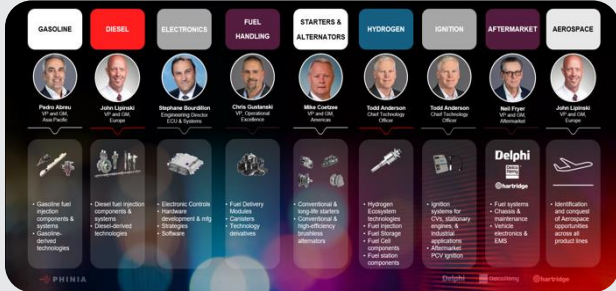 GASOLINE
DIESEL
ELECTRONICS
FUEL
HANDLING
STARTERS &
ALTERNATORS
HYDROGEN
IGNITION
AFTERMARKET
AEROSPACE
Pedro Abreu
VP and GM,
Asia Pacific
John Lipinski
VP and GM,
Europe
Stephane Bourdillon
Engineering Director
ECU & Systems
Chris Gustanski
VP, Operational
Excellence
Mike Coetzee
VP and GM,
Americas
Todd Anderson
Chief Technology
Officer
Todd Anderson
Chief Technology
Officer
Neil Fryer
VP and GM,
Aftermarket
John Lipinski
VP and GM,
Europe
• Gasoline fuel
injection
components &
systems
• Gasoline-
derived
technologies
• Diesel fuel injection
components &
systems
• Diesel-derived
technologies
• Electronic Controls
• Hardware
development & mfg
• Strategies
• Software
• Fuel Delivery
Modules
• Canisters
• Technology
derivatives
• Conventional &
long-life starters
• Conventional &
high-efficiency
brushless
alternators
• Hydrogen
Ecosystem
technologies
• Fuel injection
• Fuel Storage
• Fuel Cell
components
• Fuel station
components
• Ignition
systems for
CVs, stationary
engines, &
industrial
applications
• Aftermarket
PCV ignition
Delphi
Delco Remy
hartridge
• Fuel systems
• Chassis &
maintenance
• Vehicle
electronics &
EMS
• Identification
and conquest
of Aerospace
opportunities
across all
product lines
PHINIA
Delphi
Delco Remy
hartridge